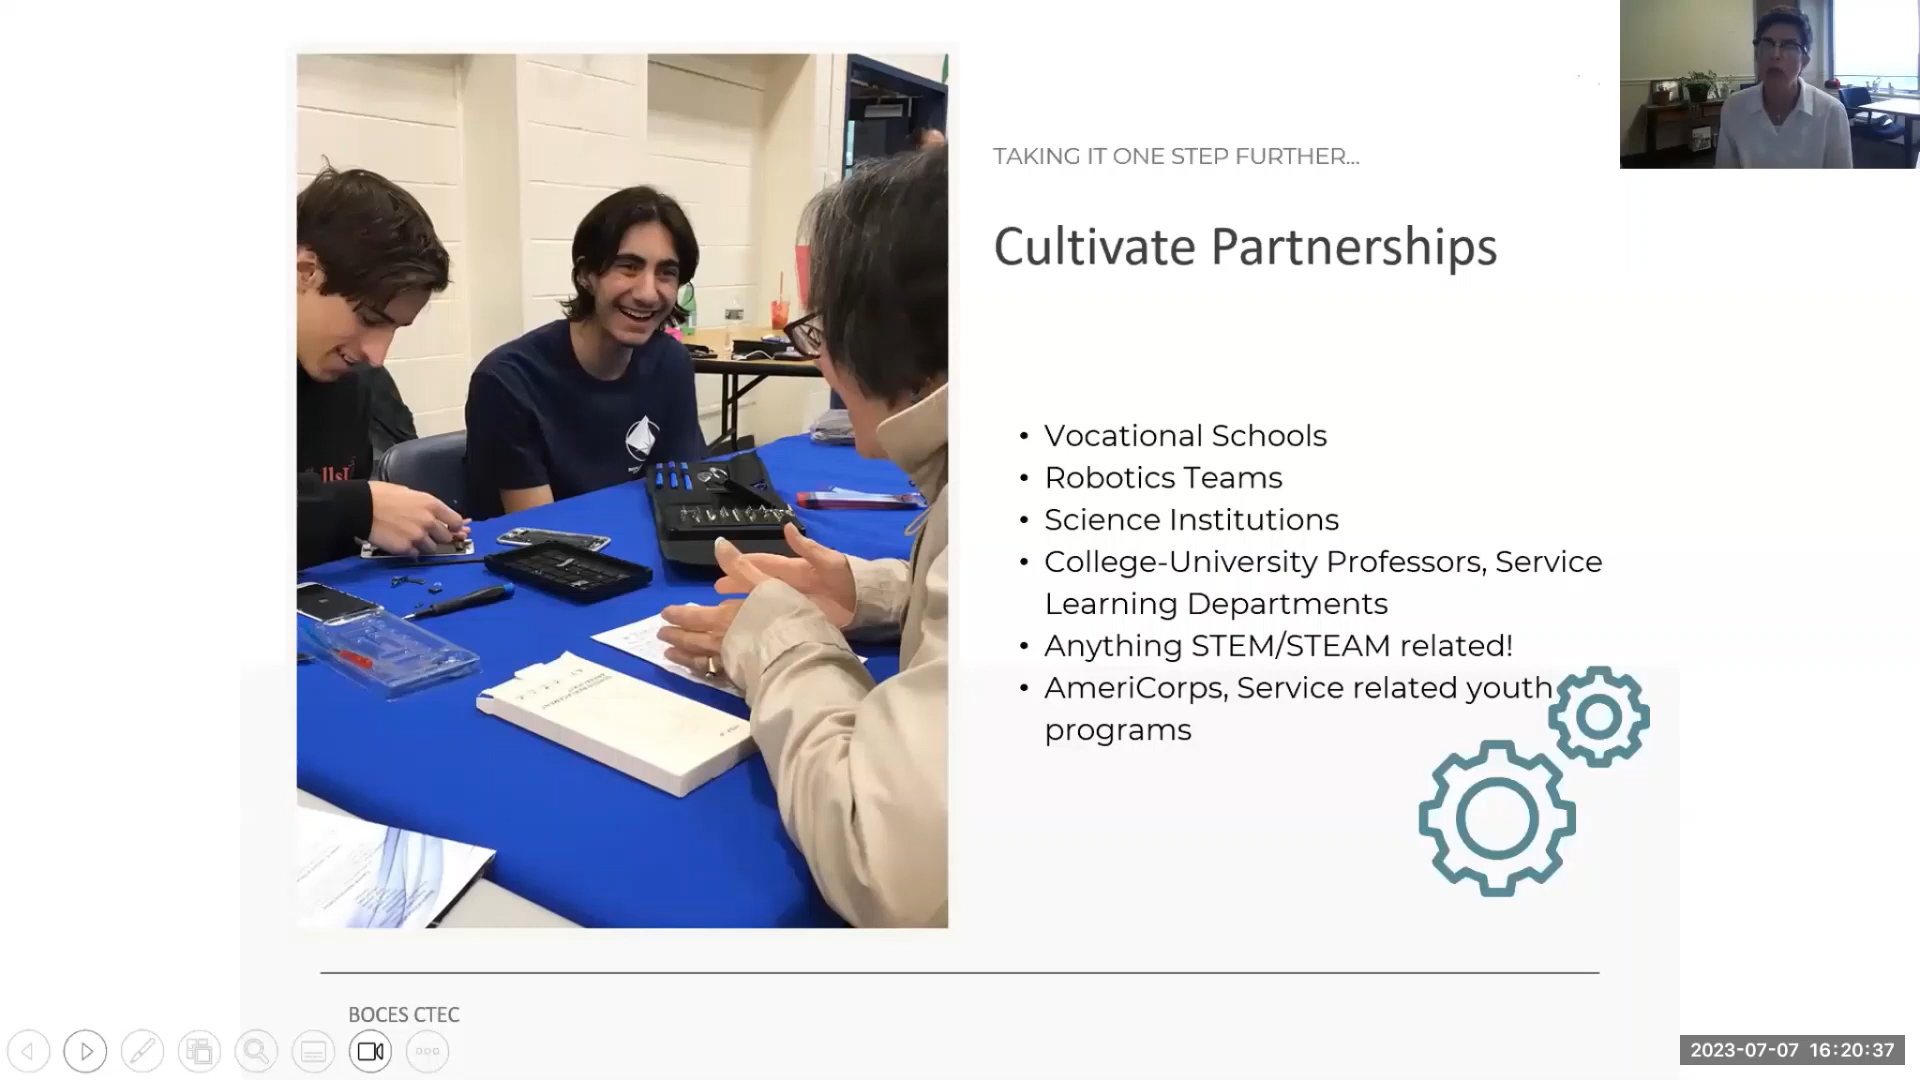 TAKING IT ONE STEP FURTHER...
Cultivate Partnerships
• Vocational Schools
• Robotics Teams
• Science Institutions
• College-University Professors, Service
Learning Departments
• Anything STEM/STEAM related!
• AmeriCorps, Service related youth
programs
BOCES CTEC
2023-07-07 16:20:37